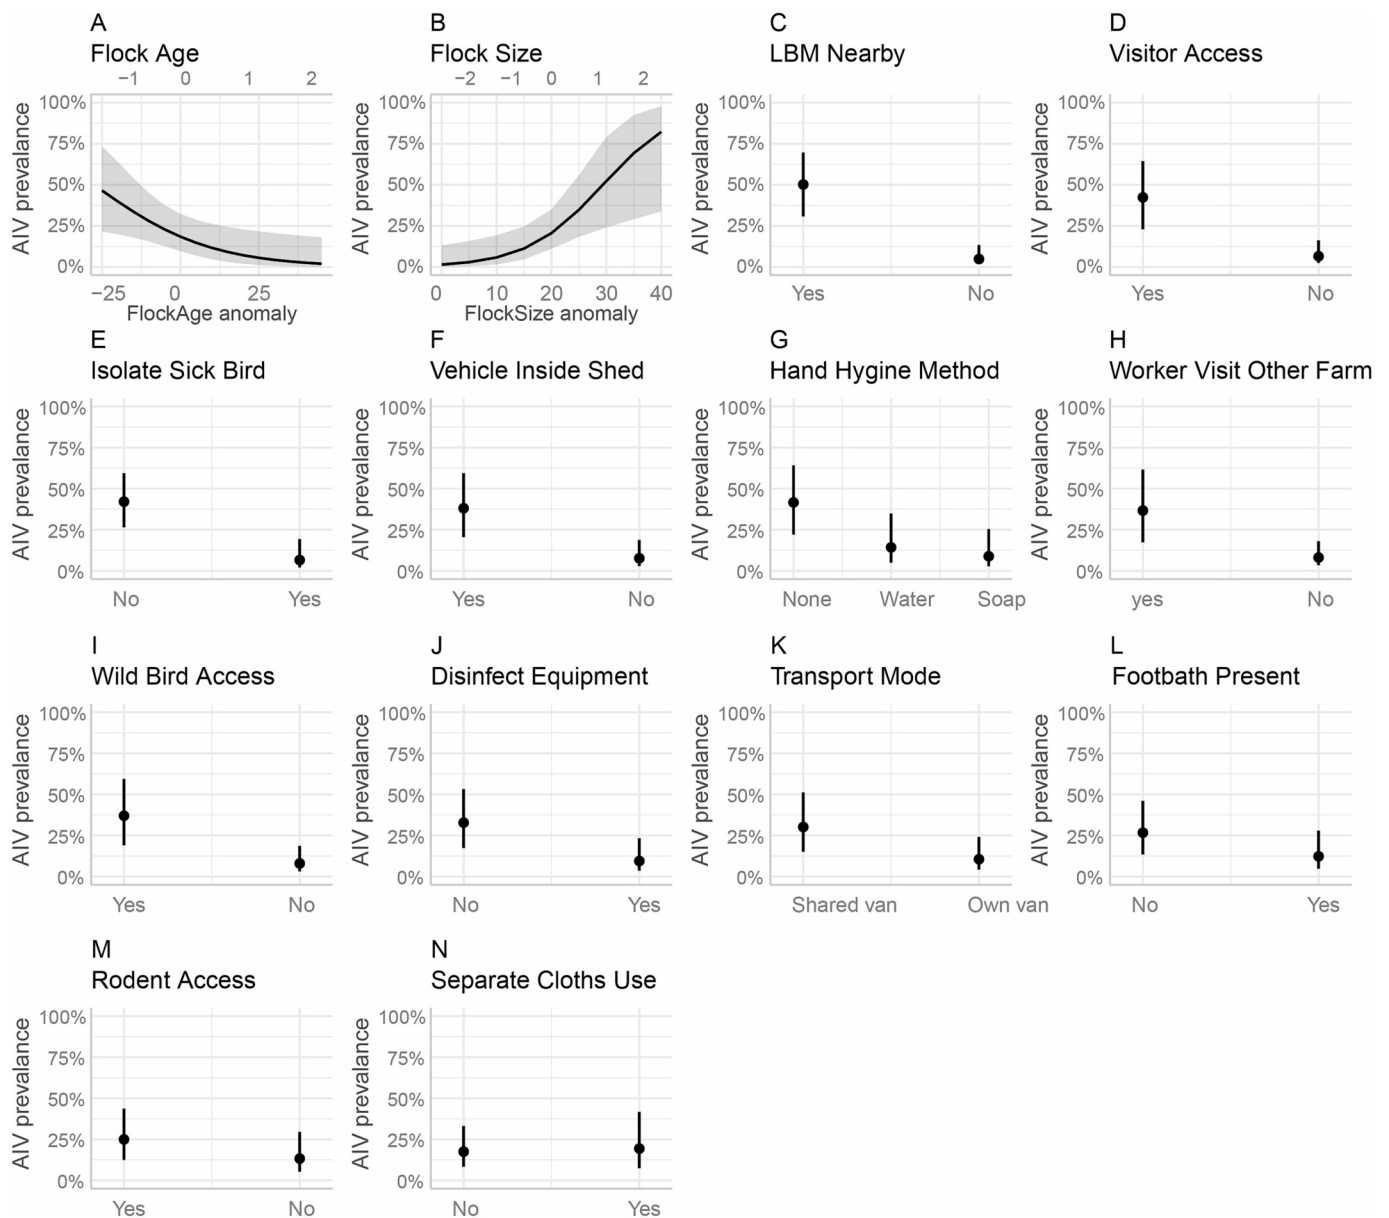 A
Flock Age
−1 0 1 2
AIV prevalance
100%
75%
50%
25%
0%
−25 0 25
FlockAge anomaly
B
Flock Size
−2 −1 0 1 2
AIV prevalance
100%
75%
50%
25%
0%
0 10 20 30 40
FlockSize anomaly
C
LBM Nearby
AIV prevalance
100%
75%
50%
25%
0%
Yes No
D
Visitor Access
AIV prevalance
100%
75%
50%
25%
0%
Yes No
E
Isolate Sick Bird
AIV prevalance
100%
75%
50%
25%
0%
No Yes
F
Vehicle Inside Shed
AIV prevalance
100%
75%
50%
25%
0%
Yes No
G
Hand Hygine Method
AIV prevalance
100%
75%
50%
25%
0%
None Water Soap
H
Worker Visit Other Farm
AIV prevalance
100%
75%
50%
25%
0%
yes No
I
Wild Bird Access
AIV prevalance
100%
75%
50%
25%
0%
Yes No
J
Disinfect Equipment
AIV prevalance
100%
75%
50%
25%
0%
No Yes
K
Transport Mode
AIV prevalance
100%
75%
50%
25%
0%
Shared van Own van
L
Footbath Present
AIV prevalance
100%
75%
50%
25%
0%
No Yes
M
Rodent Access
AIV prevalance
100%
75%
50%
25%
0%
Yes No
N
Separate Cloths Use
AIV prevalance
100%
75%
50%
25%
0%
No Yes